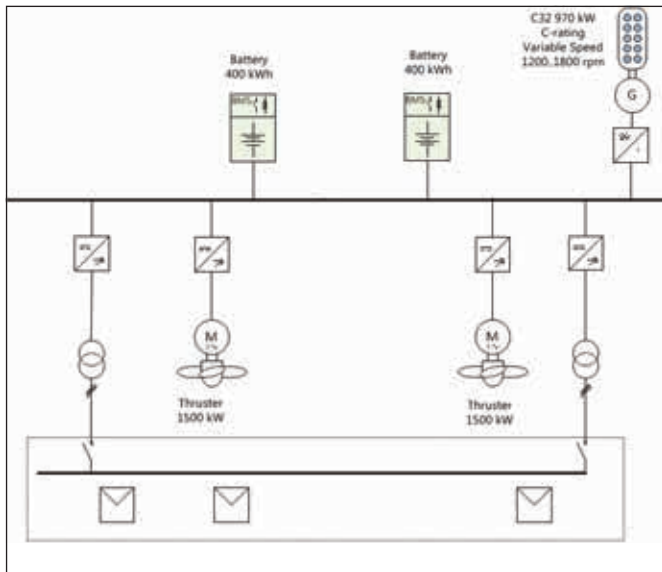 C32 970 kW
C-rating
Variable Speed
1200..1800 rpm
Battery
400 kWh
Battery
400 kWh
G
M
Thruster
1500 kW
M
Thruster
1500 kW